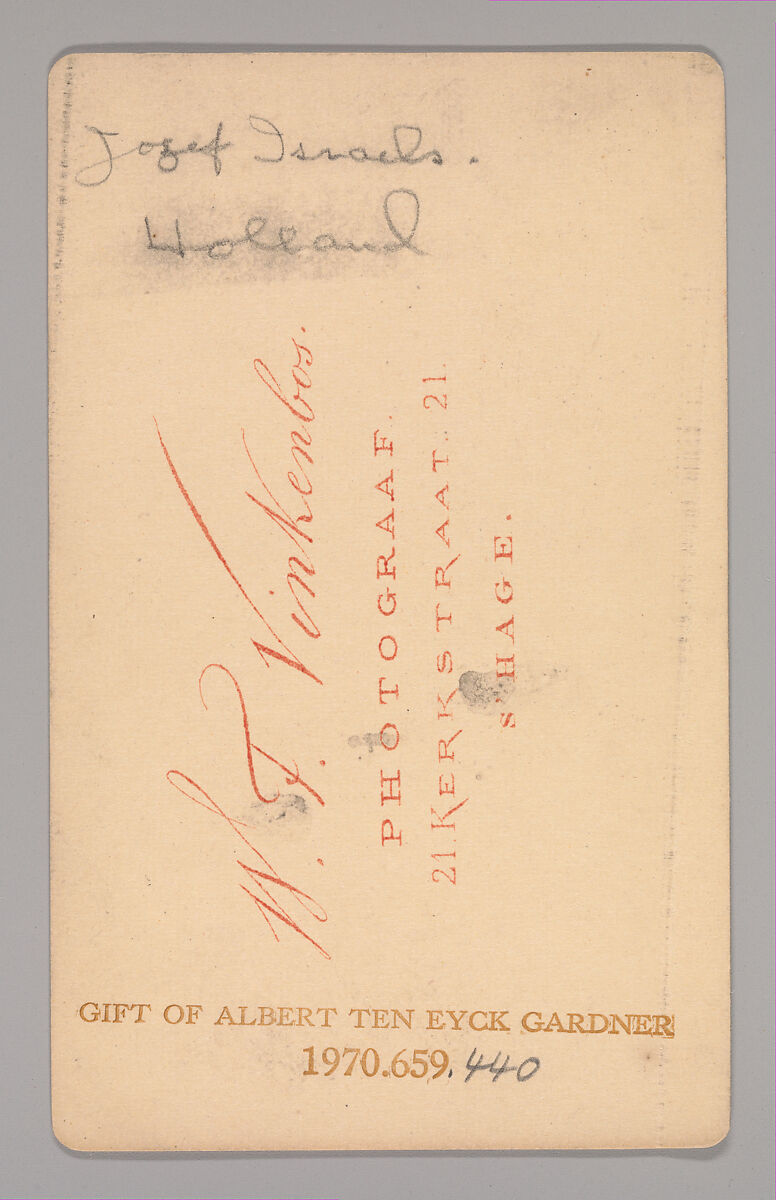 Jozef Israels.
Holland
W. F. Vinkenbos.
PHOTOGRAAF.
21. KERKSTRAAT. 21.
S'HAGE.
GIFT OF ALBERT TEN EYCK GARDNER
1970.659.440